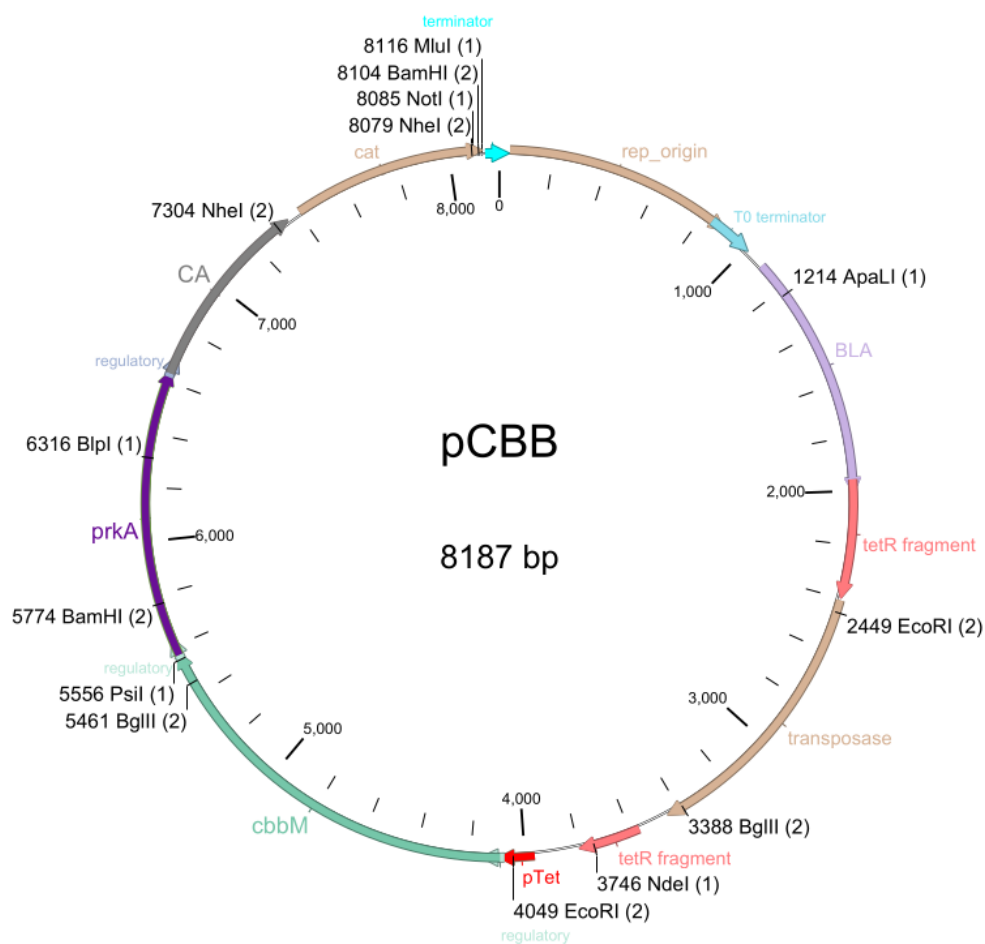 terminator
8116 MluI (1)
8104 BamHI (2)
8085 NotI (1)
8079 NheI (2)
cat
rep_origin
8,000
0
7304 NheI (2)
T0 terminator
CA
1,000
1214 ApaLI (1)
7,000
BLA
regulatory
pCBB
6316 BlpI (1)
2,000
prkA
6,000
tetR fragment
8187 bp
5774 BamHI (2)
2449 EcoRI (2)
regulatory
5556 PsiI (1)
5461 BglII (2)
3,000
5,000
transposase
4,000
cbbM
3388 BglII (2)
tetR fragment
pTet
3746 NdeI (1)
4049 EcoRI (2)
regulatory